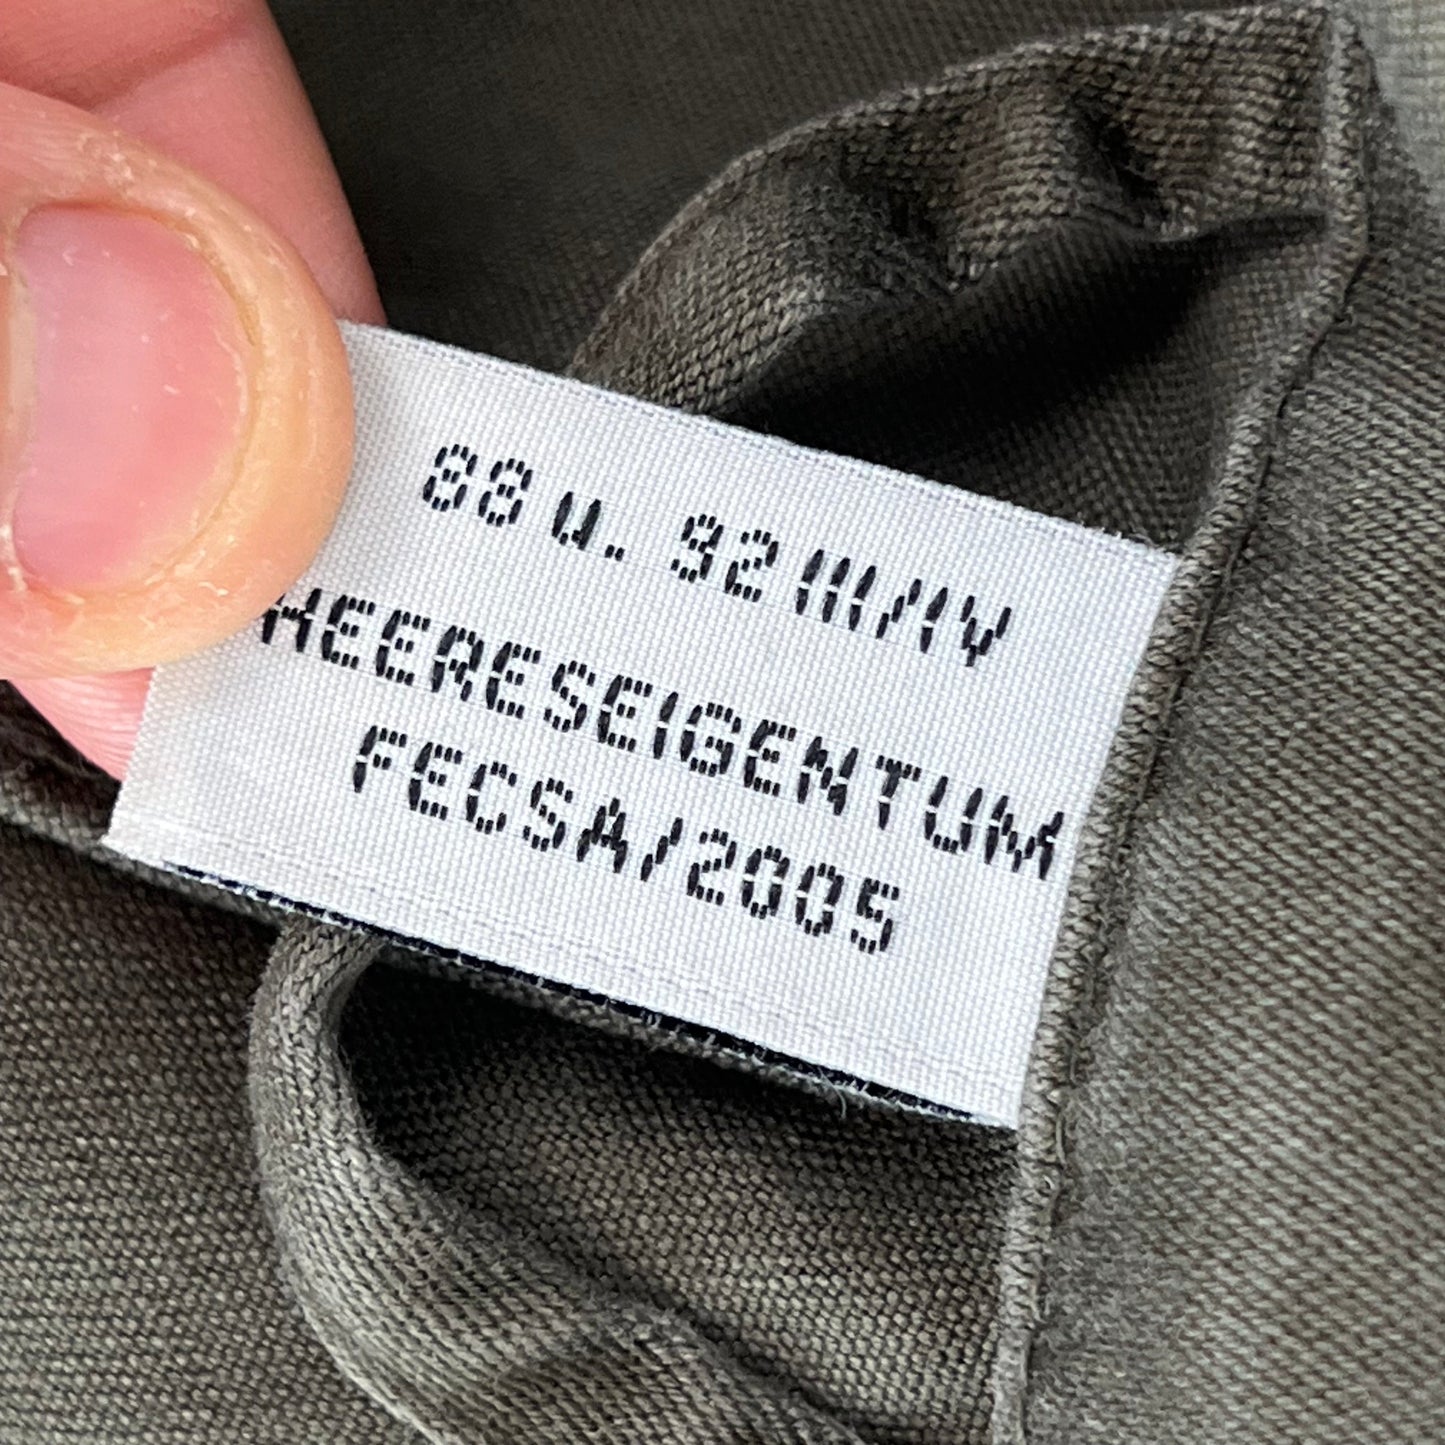 88 u. 92 III/IV
HEERESEIGENTUM
FECSA/2005